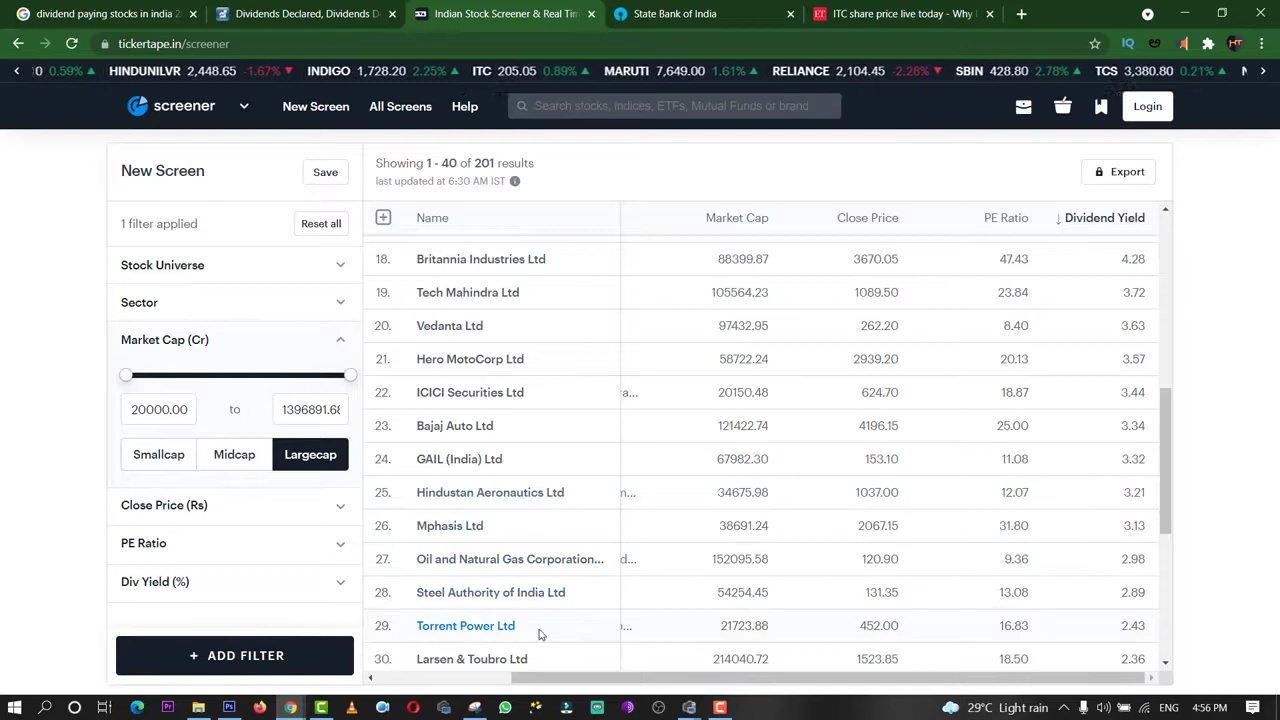 dividend paying stocks in india 2
Dividends Declared, Dividends De
Indian Stock Screener & Real Tim
State Bank of India
ITC share price live today - Why I
tickertape.in/screener
0 0.59% HINDUNILVR 2,448.65 -1.67% INDIGO 1,728.20 2.25% ITC 205.05 0.89% MARUTI 7,649.00 1.61% RELIANCE 2,104.45 -2.28% SBIN 428.80 2.78% TCS 3,380.80 0.21%
screener New Screen All Screens Help Search stocks, indices, ETFs, Mutual Funds or brand Login
New Screen Save
Showing 1 - 40 of 201 results
last updated at 6:30 AM IST
Export
1 filter applied Reset all
Stock Universe
Sector
Market Cap (Cr)
20000.00 to 1396891.68
Smallcap Midcap Largecap
Close Price (Rs)
PE Ratio
Div Yield (%)
+ ADD FILTER
Name Market Cap Close Price PE Ratio ↓ Dividend Yield
18. Britannia Industries Ltd 88399.87 3670.05 47.43 4.28
19. Tech Mahindra Ltd 105564.23 1089.50 23.84 3.72
20. Vedanta Ltd 97432.95 262.20 8.40 3.63
21. Hero MotoCorp Ltd 58722.24 2939.20 20.13 3.57
22. ICICI Securities Ltd ra... 20150.48 624.70 18.87 3.44
23. Bajaj Auto Ltd 121422.74 4196.15 25.00 3.34
24. GAIL (India) Ltd 67982.30 153.10 11.08 3.32
25. Hindustan Aeronautics Ltd m... 34675.98 1037.00 12.07 3.21
26. Mphasis Ltd 38691.24 2067.15 31.80 3.13
27. Oil and Natural Gas Corporation... d... 152095.58 120.90 9.36 2.98
28. Steel Authority of India Ltd 54254.45 131.35 13.08 2.89
29. Torrent Power Ltd o... 21723.88 452.00 16.83 2.43
30. Larsen & Toubro Ltd 214040.72 1523.85 18.50 2.36
29°C Light rain ENG 4:56 PM